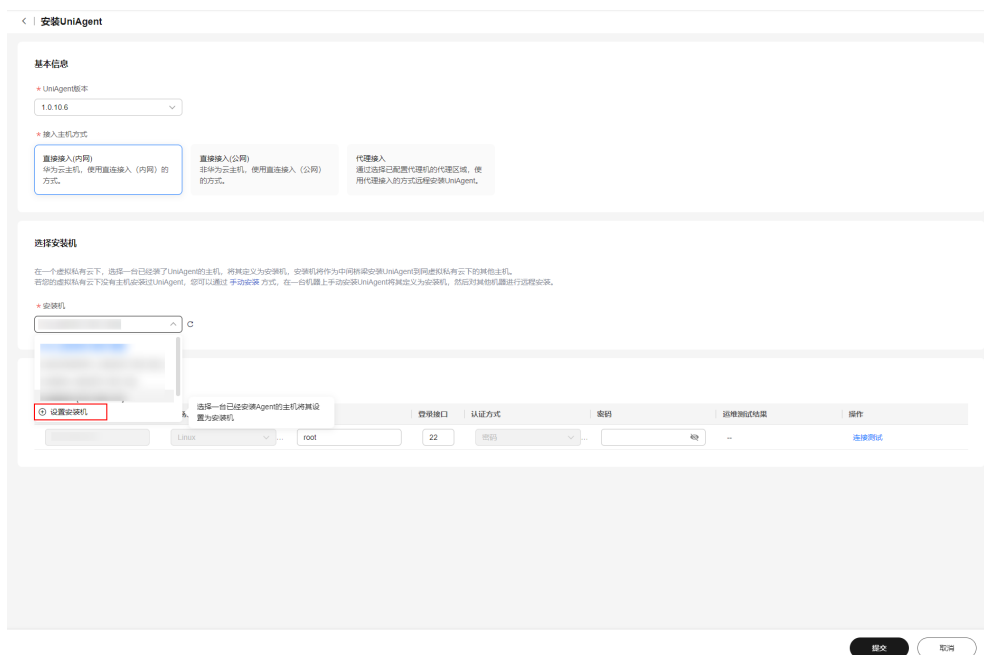 安装UniAgent
基本信息
* UniAgent版本
1.0.10.6
* 接入主机方式
直接接入(内网)
华为云主机，使用直连接入（内网）的
方式。
直接接入(公网)
非华为云主机，使用直连接入（公网）
的方式。
代理接入
通过选择已配置代理机的代理区域，使
用代理接入的方式远程安装UniAgent。
选择安装机
在一个虚拟私有云下，选择一台已经装了UniAgent的主机，将其定义为安装机，安装机将作为中间桥梁安装UniAgent到同虚拟私有云下的其他主机。
若您的虚拟私有云下没有主机安装过UniAgent，您可以通过 手动安装 方式，在一台机器上手动安装UniAgent将其定义为安装机，然后对其他机器进行远程安装。
* 安装机
设置安装机
选择一台已经安装Agent的主机将其设
置为安装机
登录接口
认证方式
密码
运维测试结果
操作
Linux
...
root
22
密码
...
--
连接测试
提交
取消